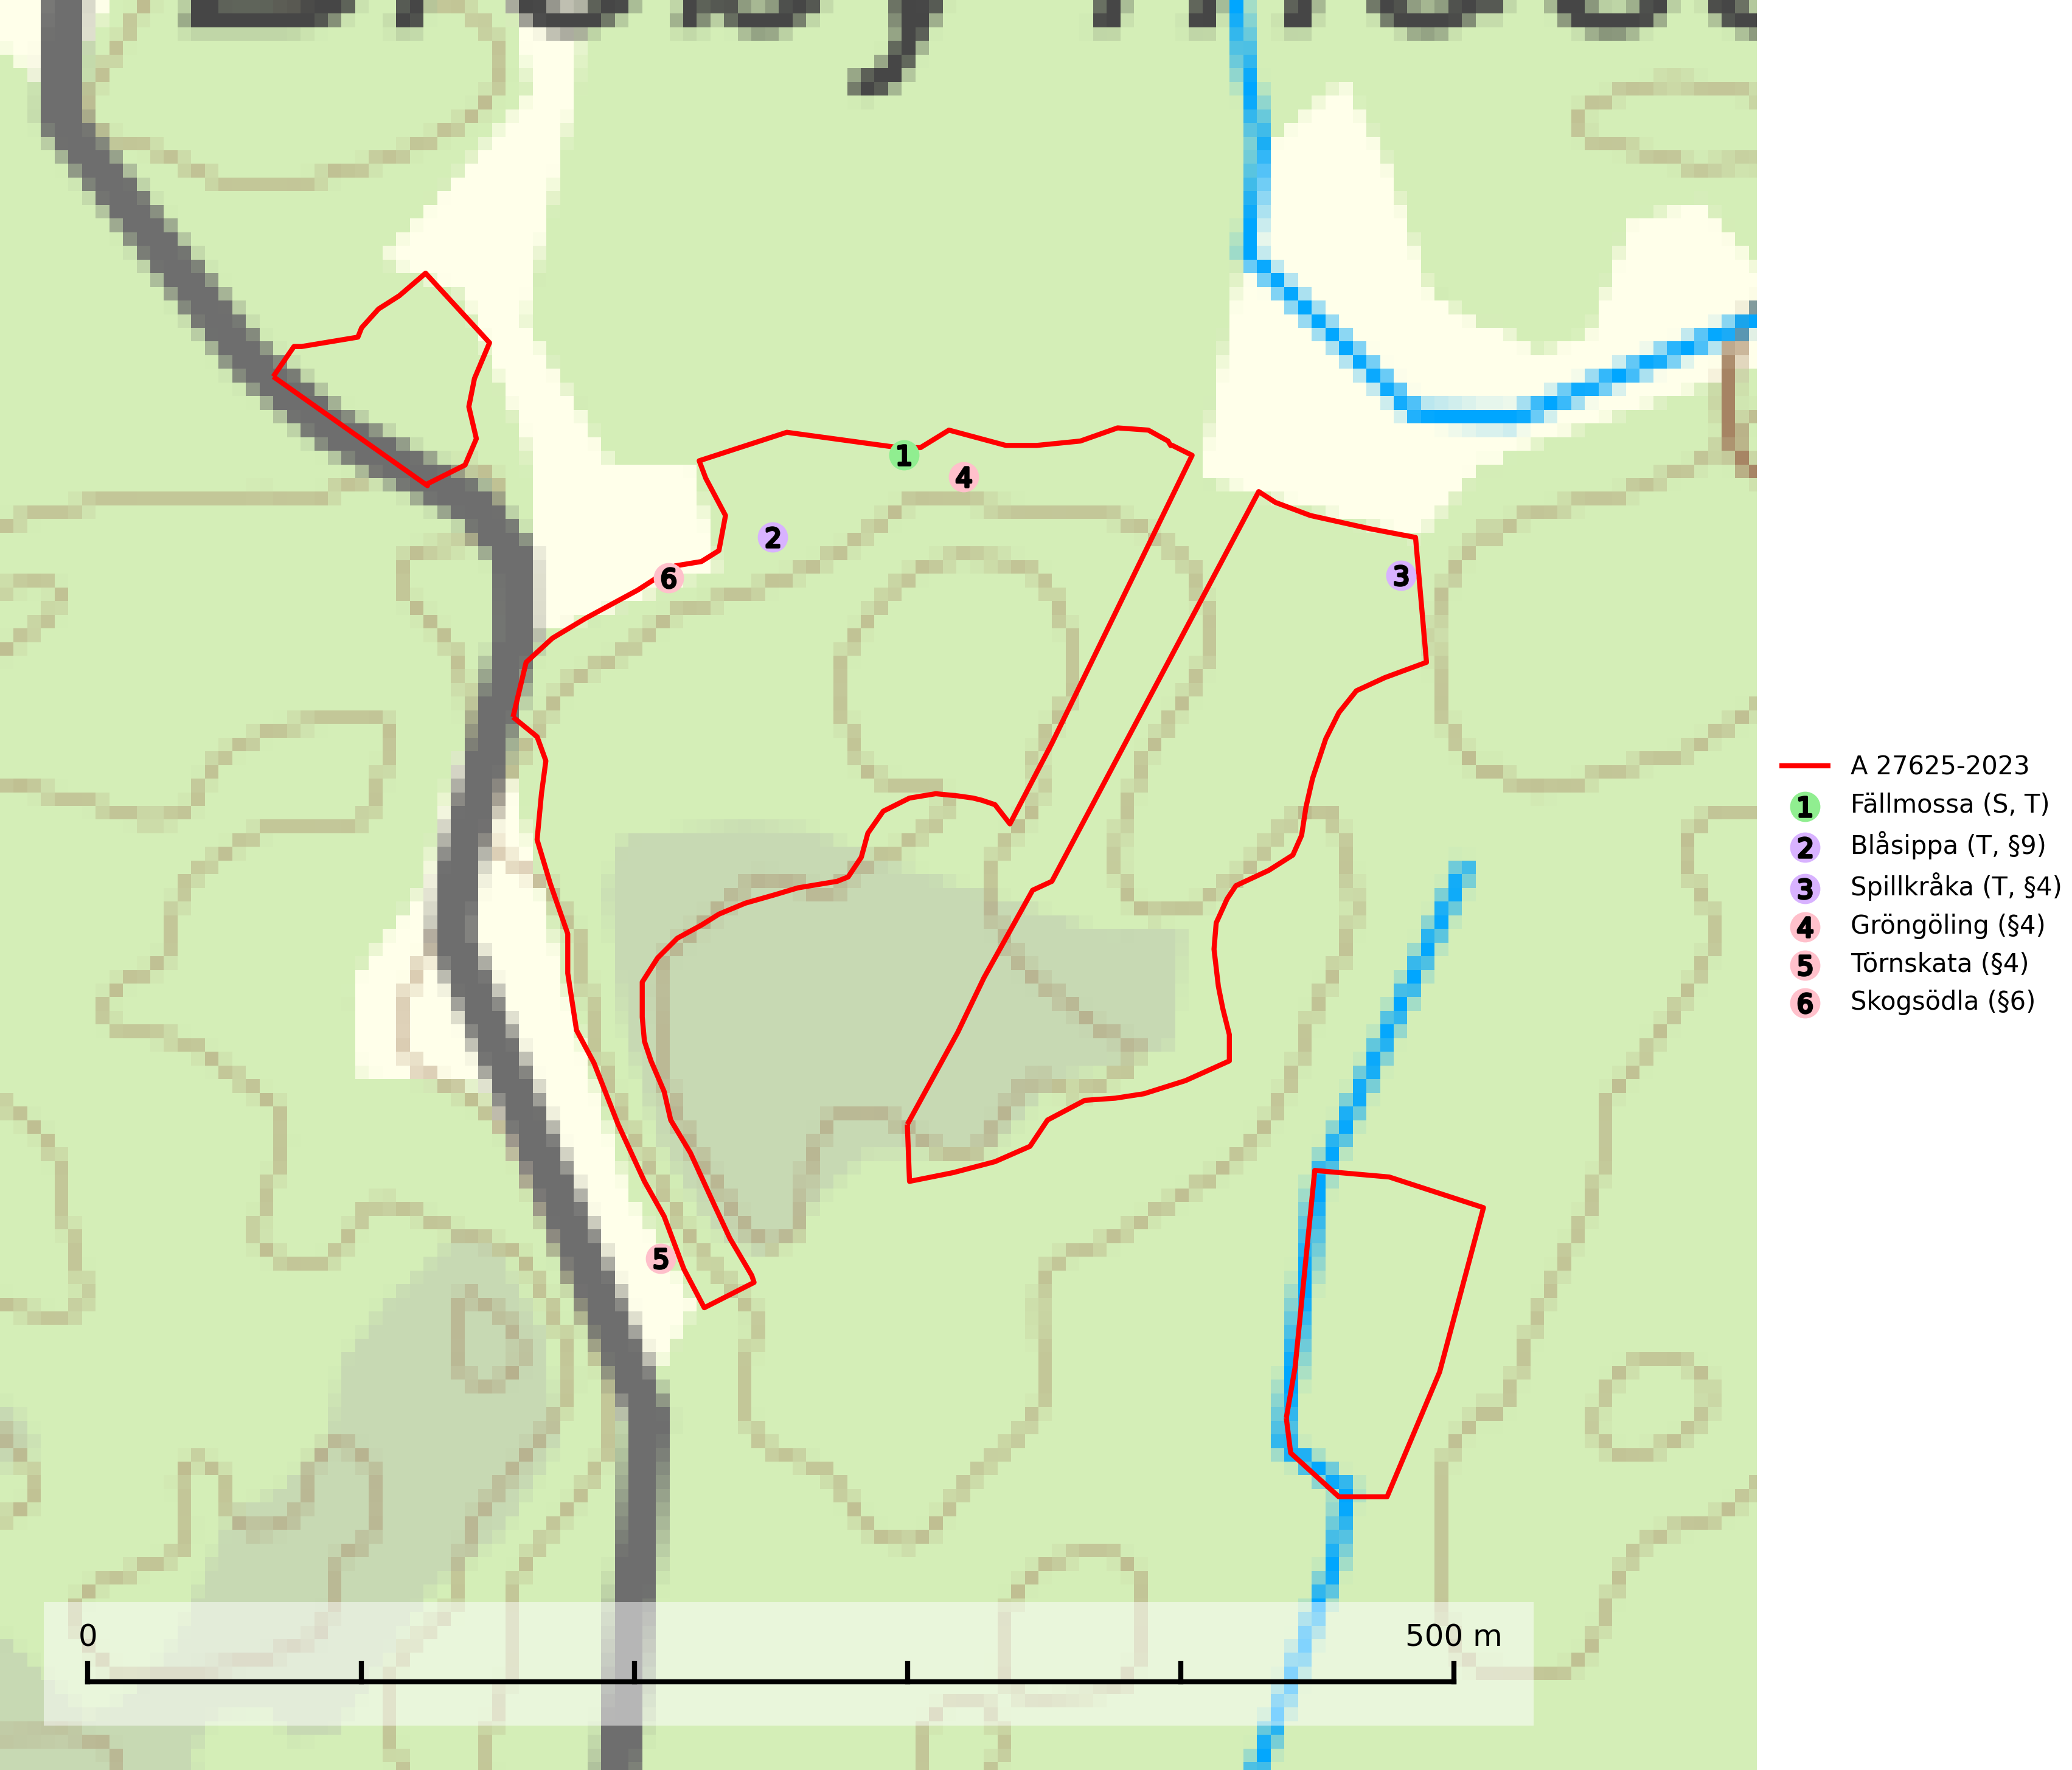 1
4
2
3
6
5
A 27625-2023
1 Fällmossa (S, T)
2 Blåsippa (T, §9)
3 Spillkråka (T, §4)
4 Gröngöling (§4)
5 Törnskata (§4)
6 Skogsödla (§6)
0 500 m